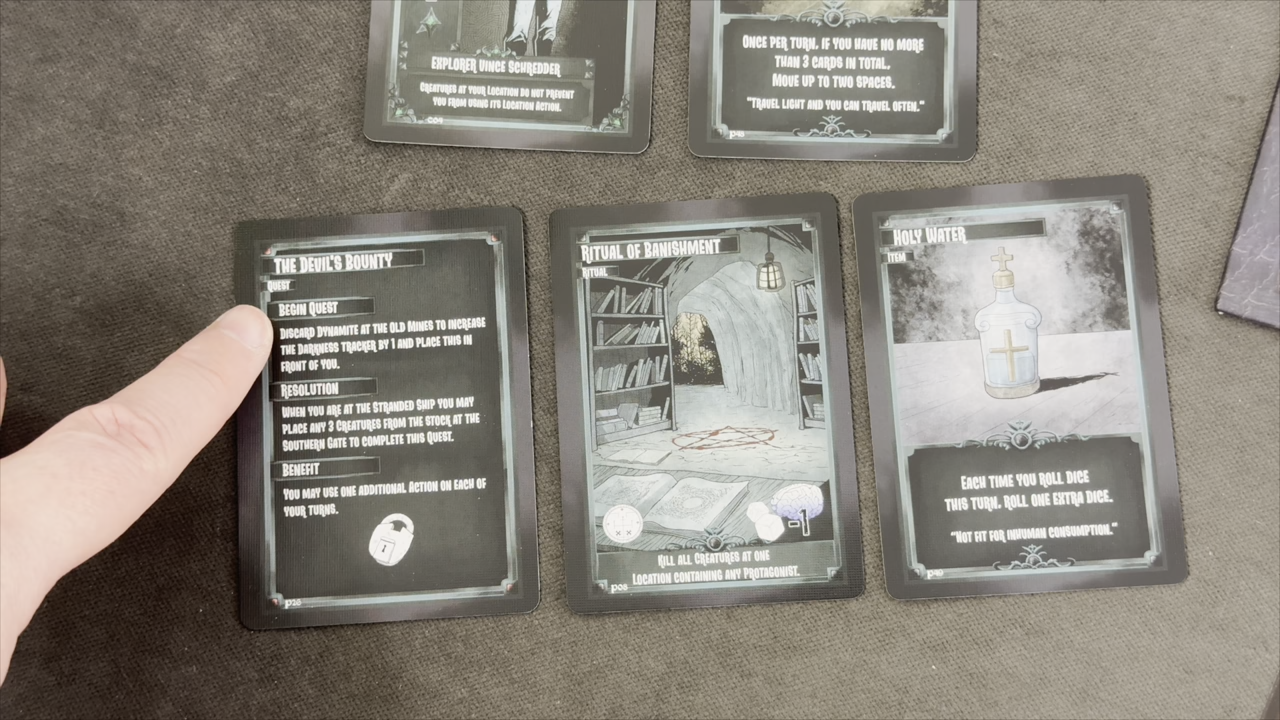 EXPLORER VINCE SCHREDDER
CREATURES AT YOUR LOCATION DO NOT PREVENT
YOU FROM USING ITS LOCATION ACTION.
ONCE PER TURN, IF YOU HAVE NO MORE
THAN 3 CARDS IN TOTAL,
MOVE UP TO TWO SPACES.
"TRAVEL LIGHT AND YOU CAN TRAVEL OFTEN."
THE DEVIL'S BOUNTY
QUEST
BEGIN QUEST
DISCARD DYNAMITE AT THE OLD MINES TO INCREASE
THE DARKNESS TRACKER BY 1 AND PLACE THIS IN
FRONT OF YOU.
RESOLUTION
WHEN YOU ARE AT THE STRANDED SHIP YOU MAY
PLACE ANY 3 CREATURES FROM THE STOCK AT THE
SOUTHERN GATE TO COMPLETE THIS QUEST.
BENEFIT
YOU MAY USE ONE ADDITIONAL ACTION ON EACH OF
YOUR TURNS.
RITUAL OF BANISHMENT
RITUAL
-1
KILL ALL CREATURES AT ONE
LOCATION CONTAINING ANY PROTAGONIST.
P08
HOLY WATER
ITEM
EACH TIME YOU ROLL DICE
THIS TURN, ROLL ONE EXTRA DICE.
"NOT FIT FOR INHUMAN CONSUMPTION."